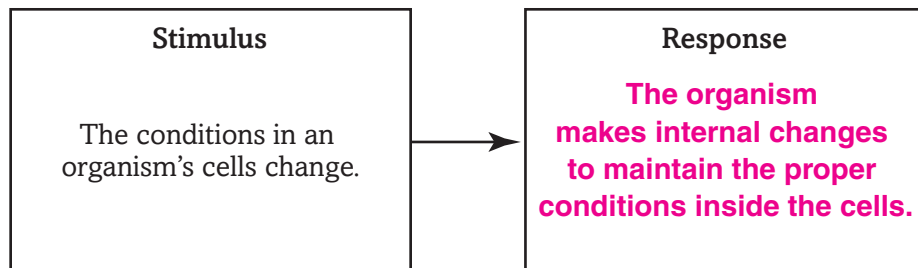 Stimulus
The conditions in an
organism’s cells change.
Response
The organism
makes internal changes
to maintain the proper
conditions inside the cells.